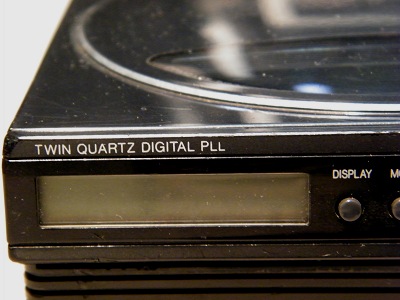 TWIN QUARTZ DIGITAL PLL
DISPLAY